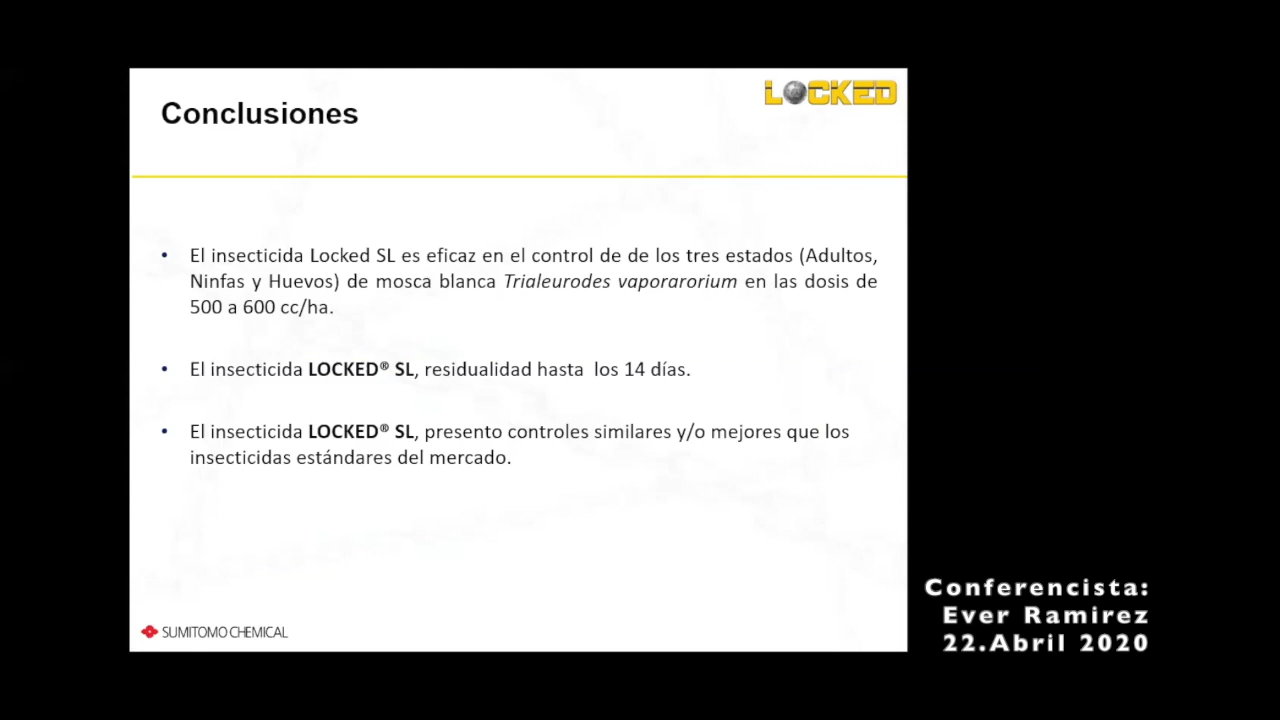 LOCKED
Conclusiones
• El insecticida Locked SL es eficaz en el control de de los tres estados (Adultos,
Ninfas y Huevos) de mosca blanca Trialeurodes vaporarorium en las dosis de
500 a 600 cc/ha.
• El insecticida LOCKED® SL, residualidad hasta los 14 días.
• El insecticida LOCKED® SL, presento controles similares y/o mejores que los
insecticidas estándares del mercado.
SUMITOMO CHEMICAL
Conferencista:
Ever Ramirez
22.Abril 2020